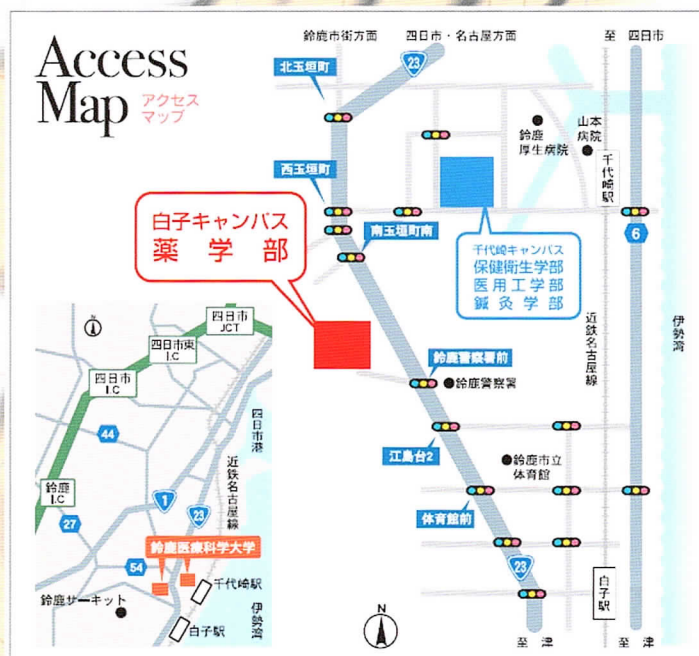 Access
Map
アクセス
マップ
鈴鹿市街方面
四日市・名古屋方面
至 四日市
23
北玉垣町
鈴鹿
厚生病院
山本
病院
千代崎駅
西玉垣町
白子キャンパス
薬学部
南玉垣町南
千代崎キャンパス
保健衛生学部
医用工学部
鍼灸学部
6
近鉄名古屋線
伊勢湾
鈴鹿警察署前
鈴鹿警察署
江島台2
鈴鹿市立
体育館
体育館前
23
白子駅
N
至 津
至 津
四日市
JCT
四日市東
I.C
四日市
I.C
四日市港
44
近鉄名古屋線
鈴鹿
I.C
1
23
27
鈴鹿医療科学大学
54
千代崎駅
鈴鹿サーキット
白子駅
伊勢湾